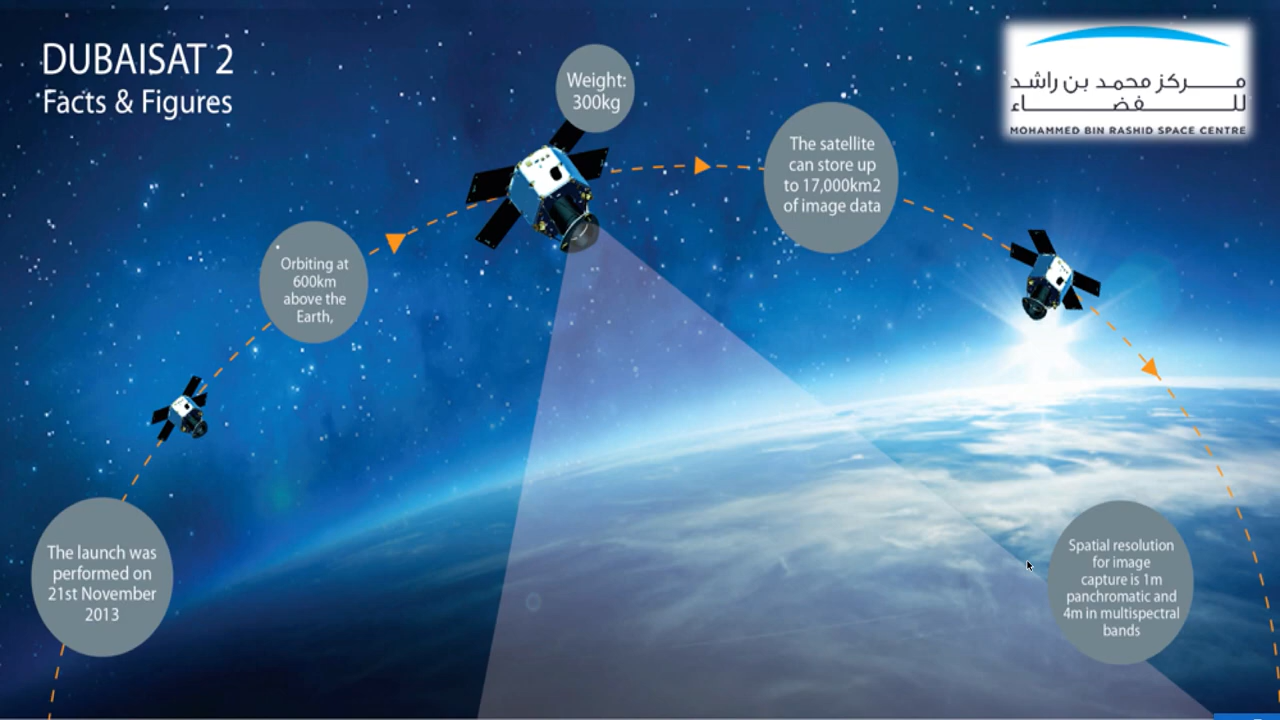 DUBAISAT 2
Facts & Figures
مركز محمد بن راشد
للفضاء
MOHAMMED BIN RASHID SPACE CENTRE
The launch was
performed on
21st November
2013
Orbiting at
600km
above the
Earth,
Weight:
300kg
The satellite
can store up
to 17,000km2
of image data
Spatial resolution
for image
capture is 1m
panchromatic and
4m in multispectral
bands